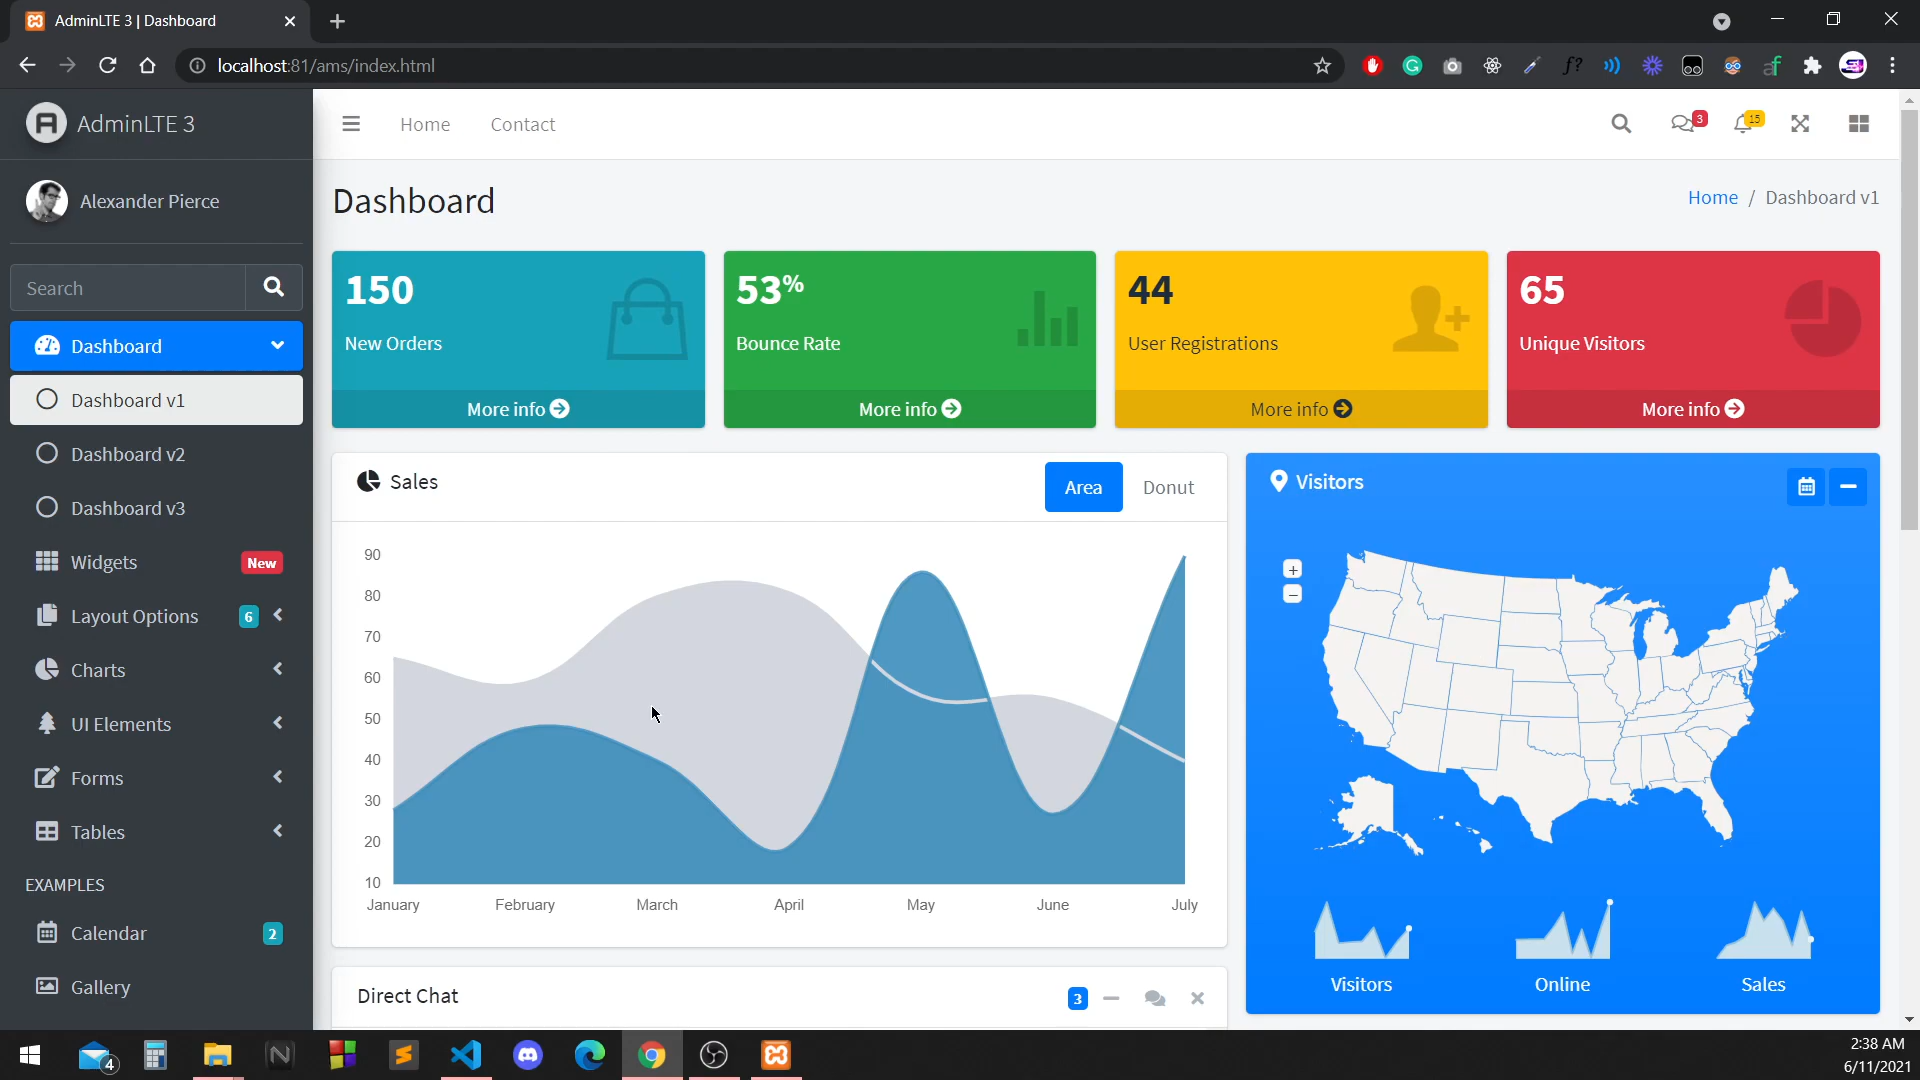 AdminLTE 3 | Dashboard
localhost:81/ams/index.html
AdminLTE 3
Home
Contact
3
15
Alexander Pierce
Dashboard
Home / Dashboard v1
Search
Dashboard
Dashboard v1
Dashboard v2
Dashboard v3
Widgets
New
Layout Options
6
Charts
UI Elements
Forms
Tables
EXAMPLES
Calendar
2
Gallery
150
New Orders
More info
53%
Bounce Rate
More info
44
User Registrations
More info
65
Unique Visitors
More info
Sales
Area
Donut
90
80
70
60
50
40
30
20
10
January February March April May June July
Visitors
+
−
Visitors
Online
Sales
Direct Chat
3
4
2:38 AM
6/11/2021